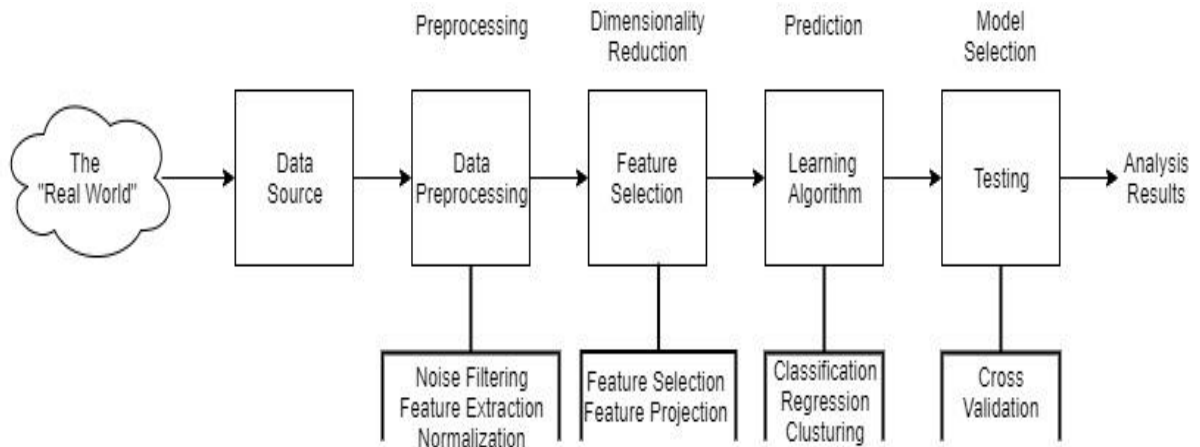 Preprocessing
Dimensionality
Reduction
Prediction
Model
Selection
The
"Real World"
Data
Source
Data
Preprocessing
Feature
Selection
Learning
Algorithm
Testing
Analysis
Results
Noise Filtering
Feature Extraction
Normalization
Feature Selection
Feature Projection
Classification
Regression
Clusturing
Cross
Validation